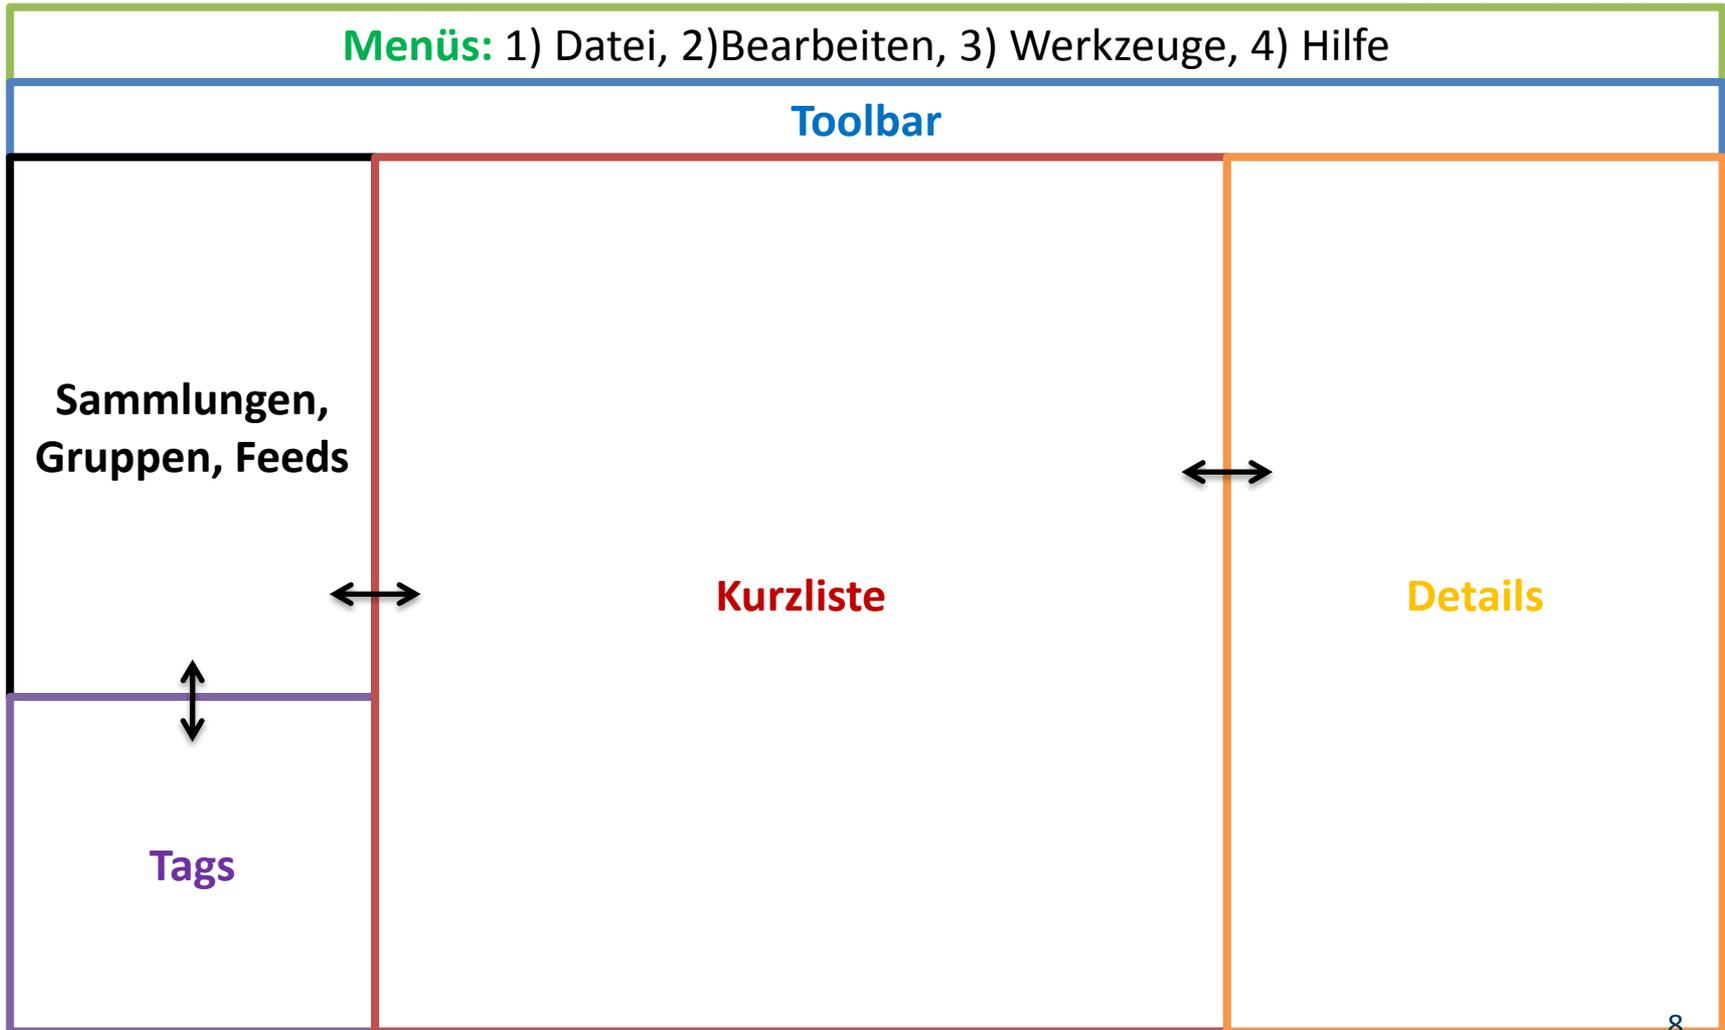 Menüs: 1) Datei, 2)Bearbeiten, 3) Werkzeuge, 4) Hilfe
Toolbar
Sammlungen,
Gruppen, Feeds
Kurzliste
Details
Tags
8